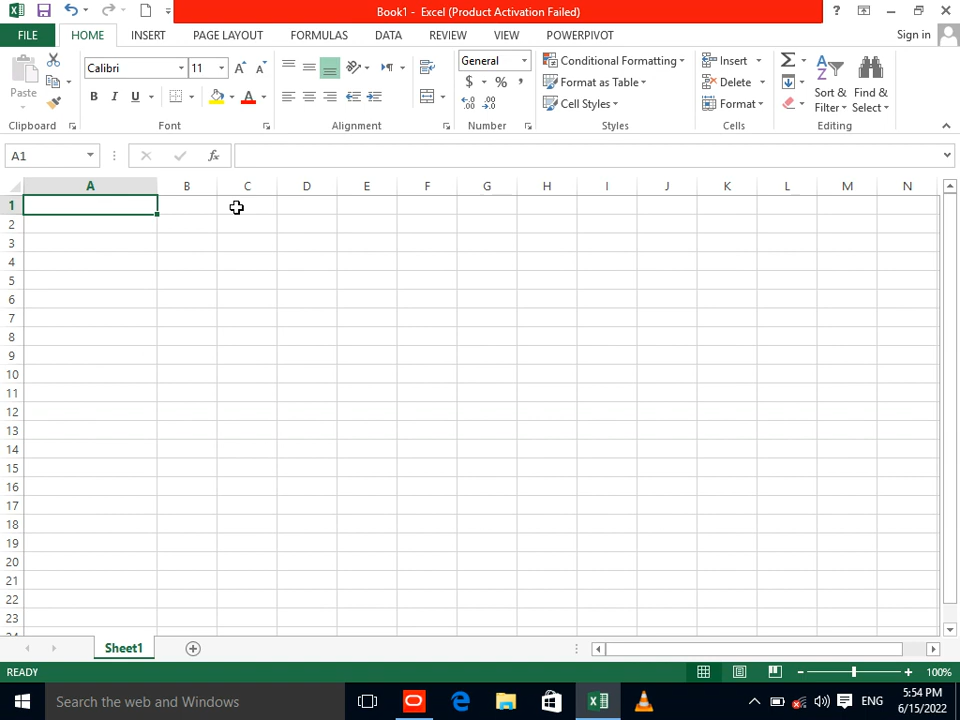 Book1 - Excel (Product Activation Failed)
FILE HOME INSERT PAGE LAYOUT FORMULAS DATA REVIEW VIEW POWERPIVOT Sign in
Paste Calibri 11 B I U General $ % , Conditional Formatting Format as Table Cell Styles Insert Delete Format Sort & Filter Find & Select
Clipboard Font Alignment Number Styles Cells Editing
A1 fx
A B C D E F G H I J K L M N
1
2
3
4
5
6
7
8
9
10
11
12
13
14
15
16
17
18
19
20
21
22
23
Sheet1
READY 100%
Search the web and Windows ENG 5:54 PM
6/15/2022